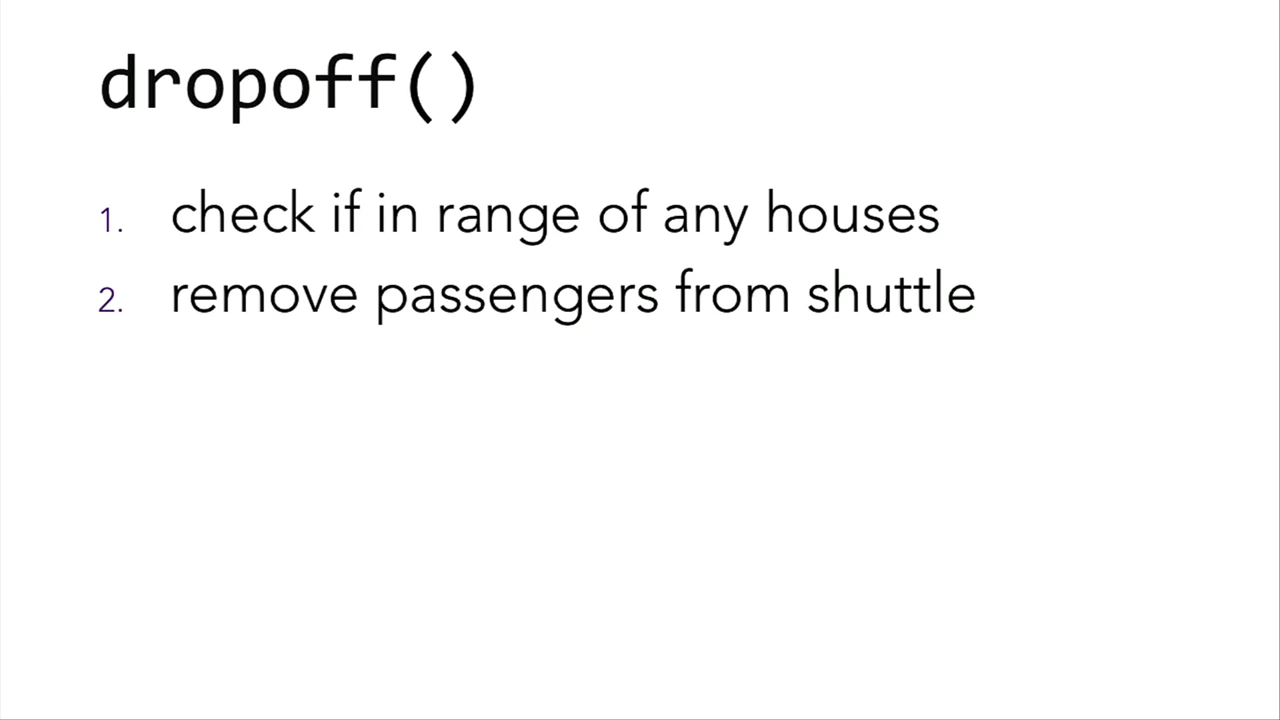 dropoff()
1. check if in range of any houses
2. remove passengers from shuttle